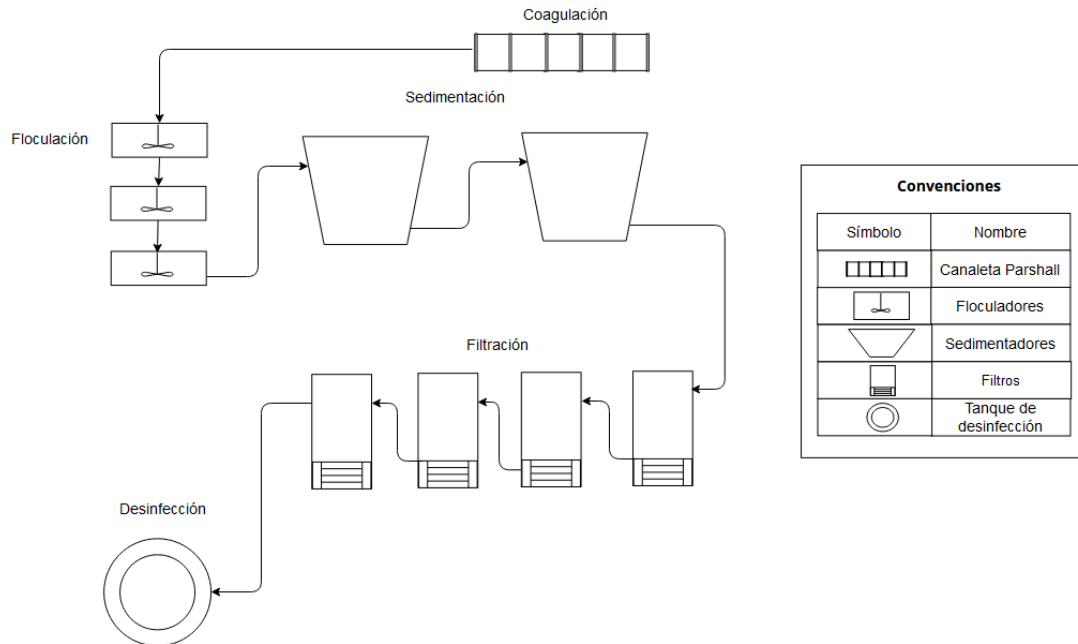 Coagulación
Sedimentación
Floculación
Filtración
Desinfección
Convenciones
Símbolo Nombre
Canaleta Parshall
Floculadores
Sedimentadores
Filtros
Tanque de
desinfección